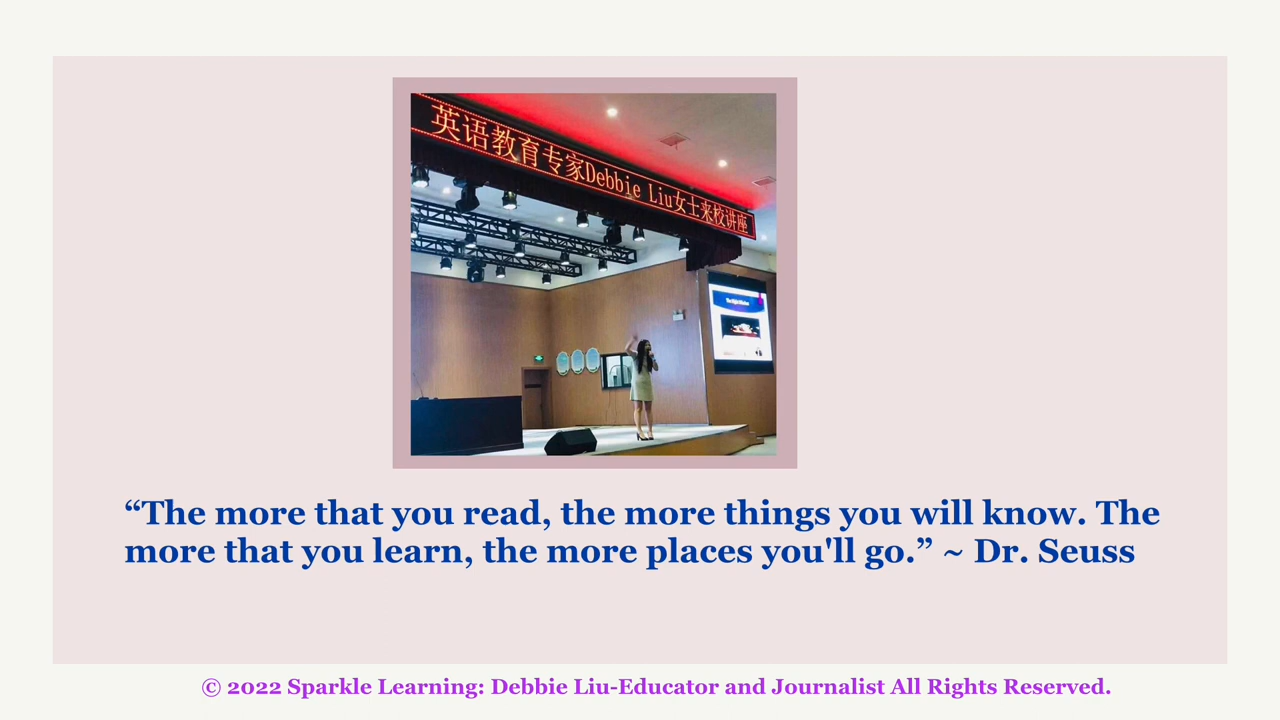 英语教育专家Debbie Liu女士来校讲座
“The more that you read, the more things you will know. The
more that you learn, the more places you'll go.” ~ Dr. Seuss
© 2022 Sparkle Learning: Debbie Liu-Educator and Journalist All Rights Reserved.